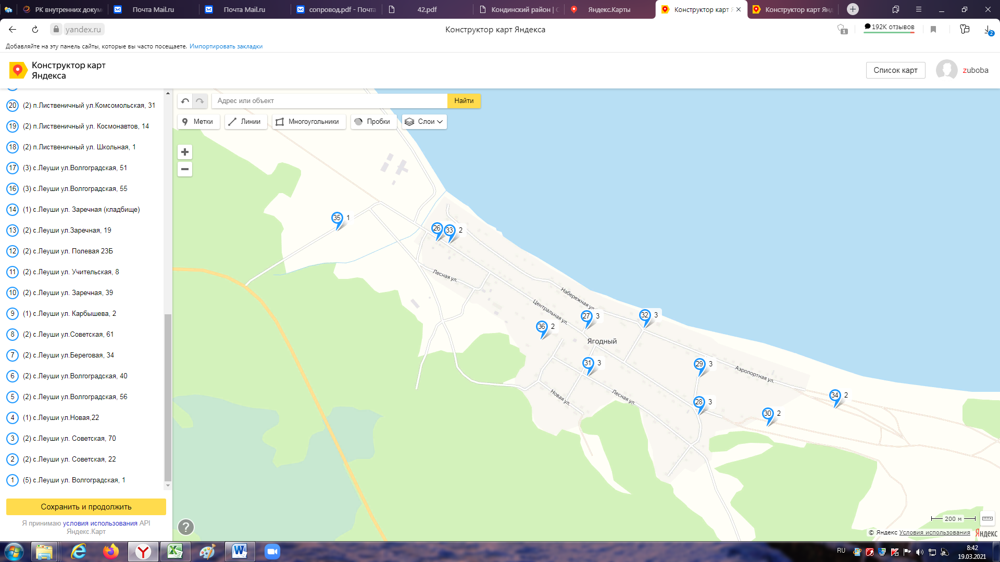 РК внутренних докум
Почта Mail.ru
Почта Mail.ru
сопровод.pdf - Почта
42.pdf
Кондинский район | О
Яндекс.Карты
Конструктор карт Я
Конструктор карт Янд
yandex.ru
Конструктор карт Яндекса
1
192K отзывов
2
Добавляйте на эту панель сайты, которые вы часто посещаете. Импортировать закладки
Конструктор карт
Яндекса
Список карт
zuboba
20 (2) п.Лиственичный ул.Комсомольская, 31
19 (2) п.Лиственичный ул. Космонавтов, 14
18 (2) п.Лиственичный ул. Школьная, 1
17 (3) с.Леуши ул.Волгоградская, 51
16 (3) с.Леуши ул.Волгоградская, 55
14 (1) с.Леуши ул. Заречная (кладбище)
13 (2) с.Леуши ул.Заречная, 19
12 (2) с.Леуши ул. Полевая 23Б
11 (2) с.Леуши ул. Учительская, 8
10 (2) с.Леуши ул. Заречная, 39
9 (1) с.Леуши ул. Карбышева, 2
8 (2) с.Леуши ул.Советская, 61
7 (2) с.Леуши ул.Береговая, 34
6 (2) с.Леуши ул.Волгоградская, 40
5 (2) с.Леуши ул.Волгоградская, 56
4 (1) с.Леуши ул.Новая,22
3 (2) с.Леуши ул. Советская, 70
2 (2) с.Леуши ул. Советская, 22
1 (5) с.Леуши ул. Волгоградская, 1
Сохранить и продолжить
Я принимаю условия использования API
Яндекс.Карт
Адрес или объект
Найти
Метки
Линии
Многоугольники
Пробки
Слои
35 1
26
33 2
Лесная ул.
Набережная ул.
Центральная ул.
27 3
32 3
36 2
Ягодный
31 3
29 3
Аэропортная ул.
Новая ул.
Лесная ул.
28 3
34 2
30 2
?
200 м
© Яндекс Условия использования
Яндекс
RU
8:42
19.03.2021